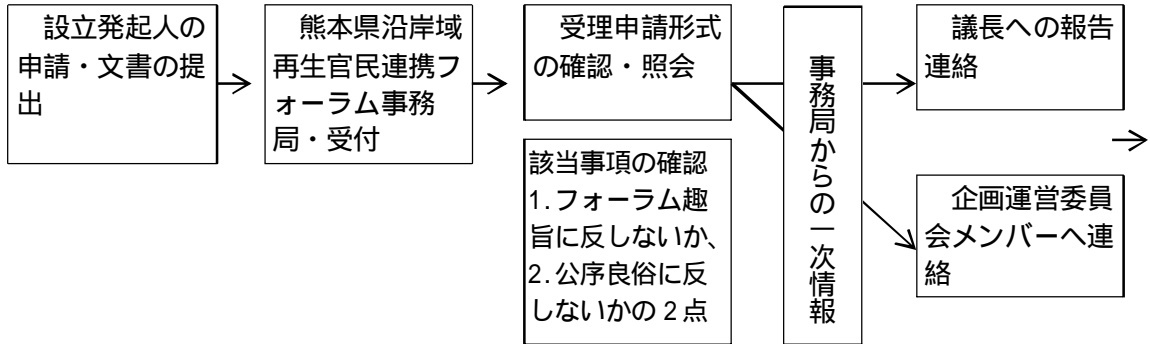 設立発起人の
申請・文書の提
出
熊本県沿岸域
再生官民連携フ
ォーラム事務
局・受付
受理申請形式
の確認・照会
該当事項の確認
1.フォーラム趣
旨に反しないか、
2.公序良俗に反
しないかの 2 点
事務局からの一次情報
議長への報告
連絡
企画運営委員
会メンバーへ連
絡